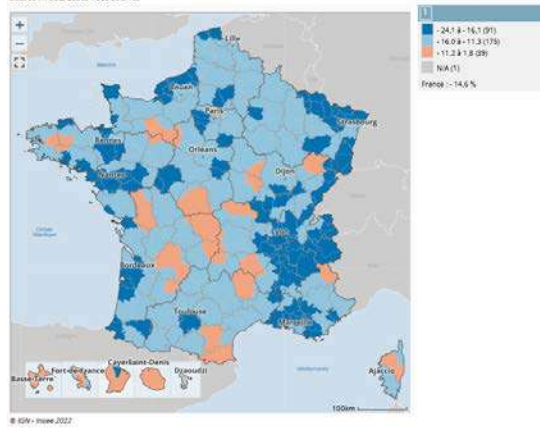 1
- 24,1 à - 16,1 (91)
- 16,0 à - 11,3 (175)
- 11,2 à 1,8 (39)
N/A (1)
France : - 14,6 %
+
−
Lille
Rouen
Paris
Strasbourg
Rennes
Orléans
Nantes
Dijon
Lyon
Bordeaux
Toulouse
Marseille
Ajaccio
Basse-Terre
Fort-de-France
Cayenne
Saint-Denis
Dzaoudzi
100km
© IGN - Insee 2022